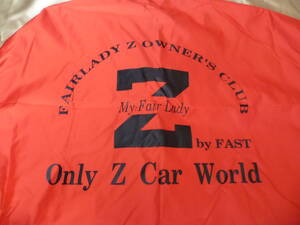 FAIRLADY Z OWNER'S CLUB
Z
My Fair Lady
by FAST
Only Z Car World